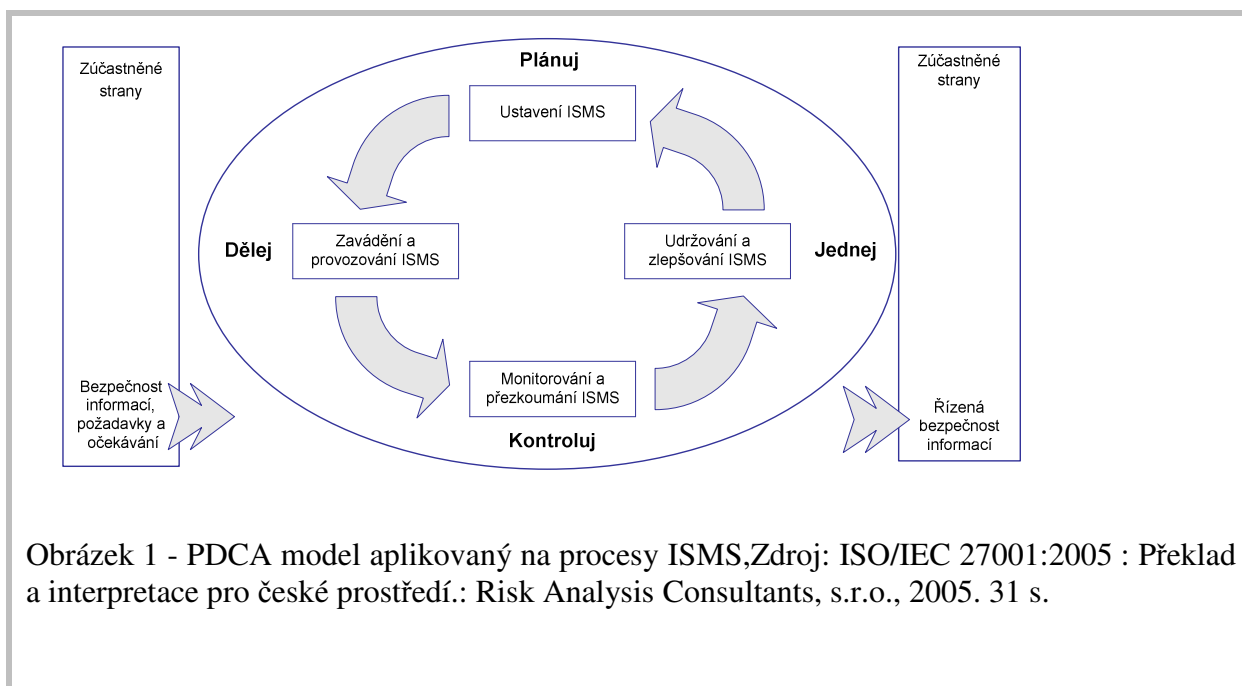 Zúčastněné
strany
Bezpečnost
informací,
požadavky a
očekávání
Plánuj
Ustavení ISMS
Dělej
Zavádění a
provozování ISMS
Udržování a
zlepšování ISMS
Jednej
Monitorování a
přezkoumání ISMS
Kontroluj
Zúčastněné
strany
Řízená
bezpečnost
informací
Obrázek 1 - PDCA model aplikovaný na procesy ISMS,Zdroj: ISO/IEC 27001:2005 : Překlad
a interpretace pro české prostředí.: Risk Analysis Consultants, s.r.o., 2005. 31 s.